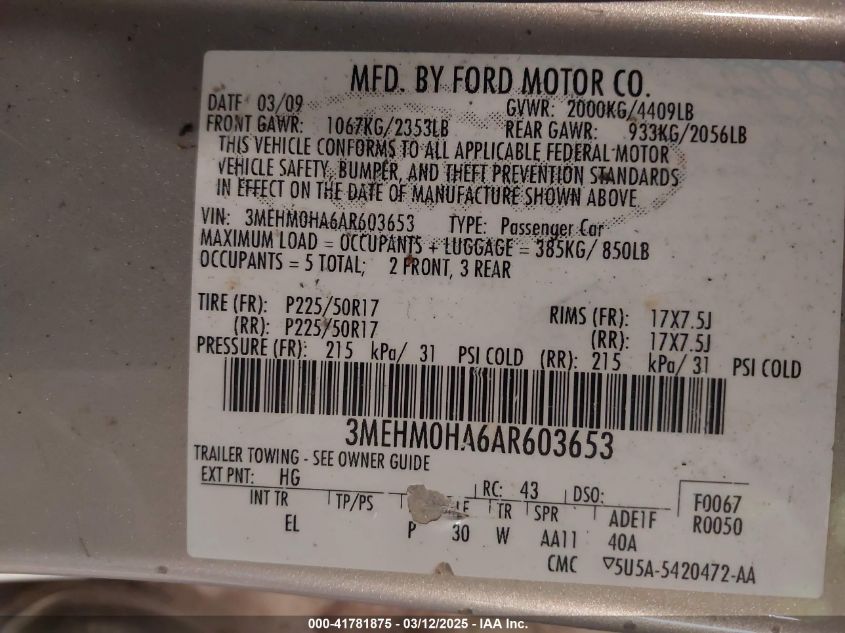 MFD. BY FORD MOTOR CO.
DATE 03/09 GVWR: 2000KG/4409LB
FRONT GAWR: 1067KG/2353LB REAR GAWR: 933KG/2056LB
THIS VEHICLE CONFORMS TO ALL APPLICABLE FEDERAL MOTOR
VEHICLE SAFETY, BUMPER, AND THEFT PREVENTION STANDARDS
IN EFFECT ON THE DATE OF MANUFACTURE SHOWN ABOVE
VIN: 3MEHM0HA6AR603653 TYPE: Passenger Car
MAXIMUM LOAD = OCCUPANTS + LUGGAGE = 385KG/ 850LB
OCCUPANTS = 5 TOTAL; 2 FRONT, 3 REAR
TIRE (FR): P225/50R17 RIMS (FR): 17X7.5J
(RR): P225/50R17 (RR): 17X7.5J
PRESSURE (FR): 215 kPa/ 31 PSI COLD (RR): 215 kPa/ 31 PSI COLD
3MEHM0HA6AR603653
TRAILER TOWING - SEE OWNER GUIDE
EXT PNT: HG RC: 43 DSO: F0067
INT TR TP/PS TR SPR ADE1F R0050
EL P 30 W AA11 40A
CMC ▽5U5A-5420472-AA
000-41781875 - 03/12/2025 - IAA Inc.